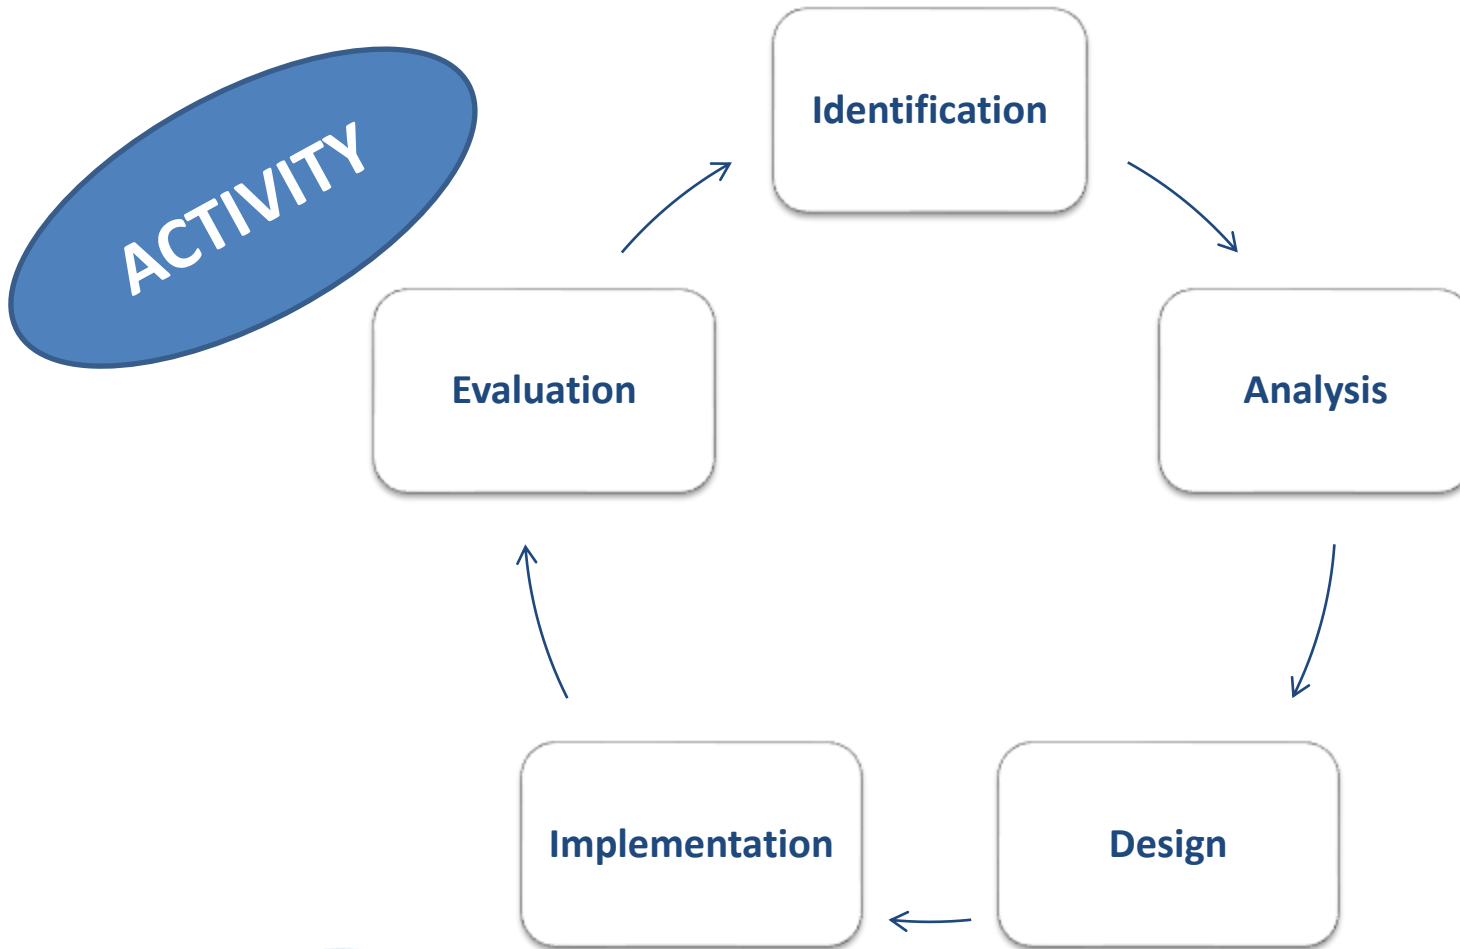 ACTIVITY
Identification
Analysis
Design
Implementation
Evaluation